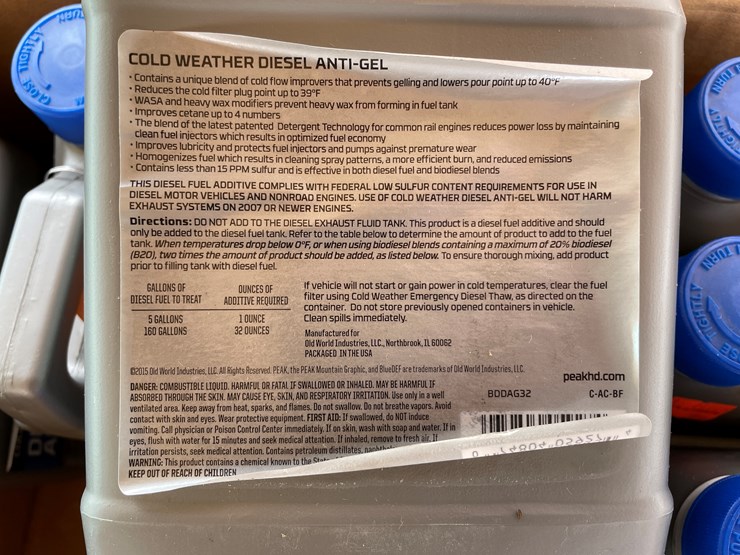 COLD WEATHER DIESEL ANTI-GEL
• Contains a unique blend of cold flow improvers that prevents gelling and lowers pour point up to 40°F
• Reduces the cold filter plug point up to 39°F
• WASA and heavy wax modifiers prevent heavy wax from forming in fuel tank
• Improves cetane up to 4 numbers
• The blend of the latest patented Detergent Technology for common rail engines reduces power loss by maintaining
clean fuel injectors which results in optimized fuel economy
• Improves lubricity and protects fuel injectors and pumps against premature wear
• Homogenizes fuel which results in cleaning spray patterns, a more efficient burn, and reduced emissions
• Contains less than 15 PPM sulfur and is effective in both diesel fuel and biodiesel blends
THIS DIESEL FUEL ADDITIVE COMPLIES WITH FEDERAL LOW SULFUR CONTENT REQUIREMENTS FOR USE IN
DIESEL MOTOR VEHICLES AND NONROAD ENGINES. USE OF COLD WEATHER DIESEL ANTI-GEL WILL NOT HARM
EXHAUST SYSTEMS ON 2007 OR NEWER ENGINES.
Directions: DO NOT ADD TO THE DIESEL EXHAUST FLUID TANK. This product is a diesel fuel additive and should
only be added to the diesel fuel tank. Refer to the table below to determine the amount of product to add to the fuel
tank. When temperatures drop below 0°F, or when using biodiesel blends containing a maximum of 20% biodiesel
(B20), two times the amount of product should be added, as listed below. To ensure thorough mixing, add product
prior to filling tank with diesel fuel.
GALLONS OF DIESEL FUEL TO TREAT
OUNCES OF ADDITIVE REQUIRED
5 GALLONS 1 OUNCE
160 GALLONS 32 OUNCES
If vehicle will not start or gain power in cold temperatures, clear the fuel
filter using Cold Weather Emergency Diesel Thaw, as directed on the
container. Do not store previously opened containers in vehicle.
Clean spills immediately.
Manufactured for
Old World Industries, LLC., Northbrook, IL 60062
PACKAGED IN THE USA
©2015 Old World Industries, LLC. All Rights Reserved. PEAK, the PEAK Mountain Graphic, and BlueDEF are trademarks of Old World Industries, LLC.
DANGER: COMBUSTIBLE LIQUID. HARMFUL OR FATAL IF SWALLOWED OR INHALED. MAY BE HARMFUL IF
ABSORBED THROUGH THE SKIN. MAY CAUSE EYE, SKIN, AND RESPIRATORY IRRITATION. Use only in a well
ventilated area. Keep away from heat, sparks, and flames. Do not swallow. Do not breathe vapors. Avoid
contact with skin and eyes. Wear protective equipment. FIRST AID: If swallowed, do NOT induce
vomiting. Call physician or Poison Control Center immediately. If on skin, wash with soap and water. If in
eyes, flush with water for 15 minutes and seek medical attention. If inhaled, remove to fresh air. If
irritation persists, seek medical attention. Contains petroleum distillates,
WARNING: This product contains a chemical known to the
KEEP OUT OF REACH OF CHILDREN
peakhd.com
BDDAG32 C-AC-BF